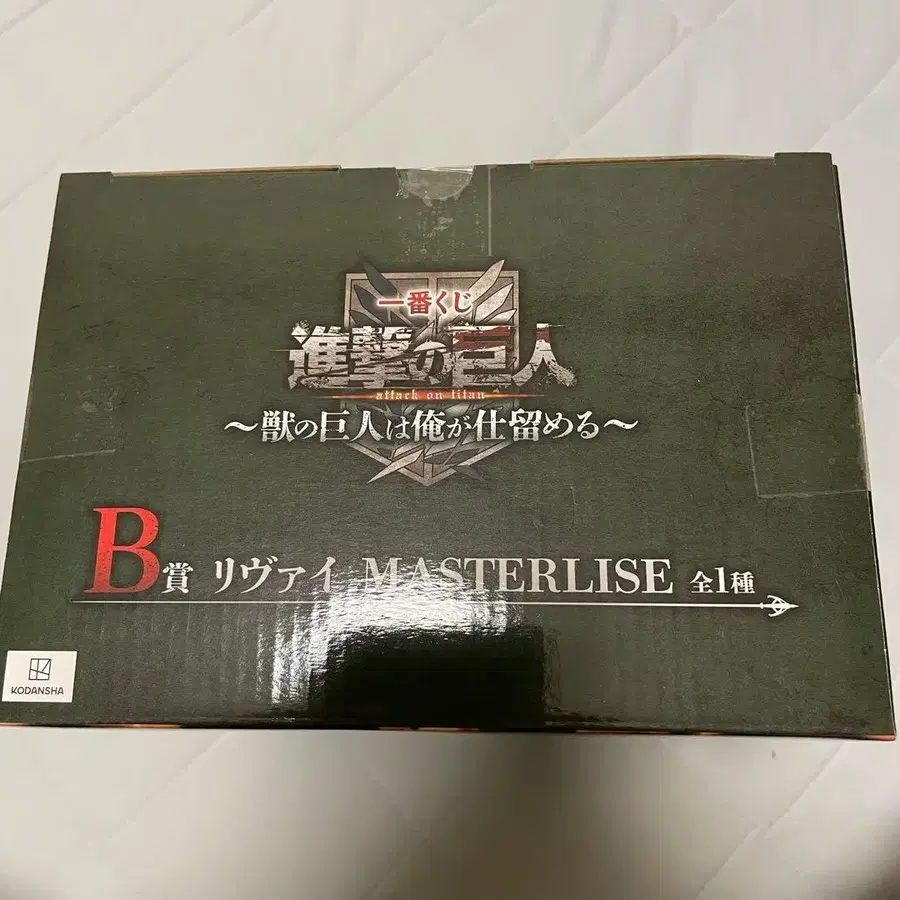 一番くじ
進撃の巨人
attack on titan
～獣の巨人は俺が仕留める～
B賞 リヴァイ MASTERLISE 全1種
KODANSHA